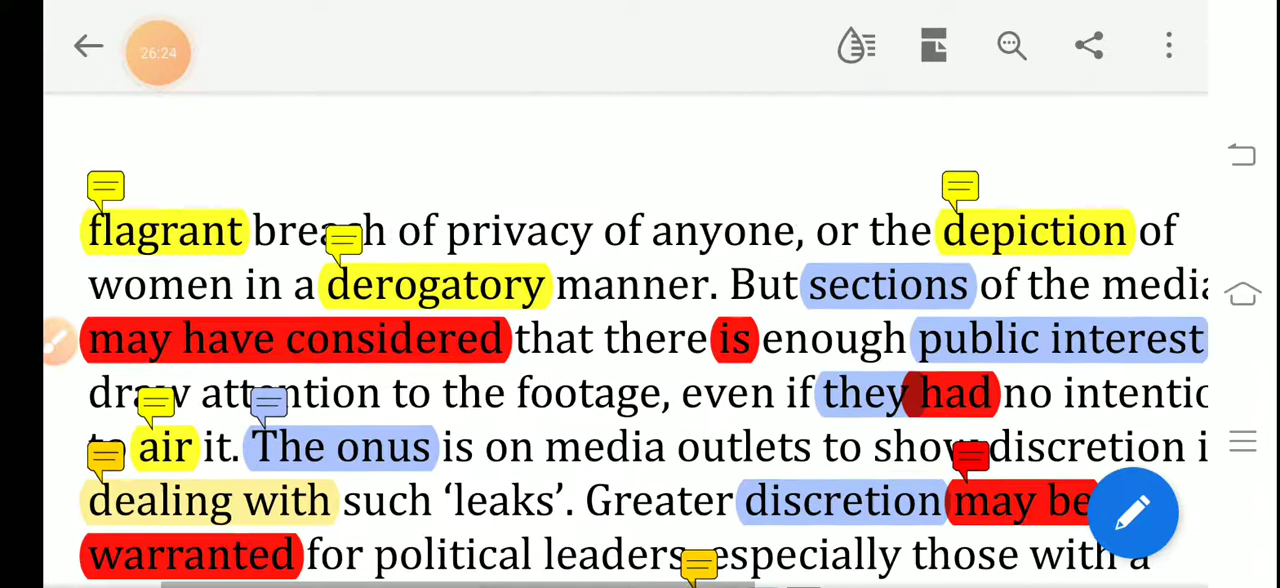 26:24
flagrant breach of privacy of anyone, or the depiction of
women in a derogatory manner. But sections of the media
may have considered that there is enough public interest
draw attention to the footage, even if they had no intentio
air it. The onus is on media outlets to show discretion i
dealing with such ‘leaks’. Greater discretion may be
warranted for political leaders, especially those with a